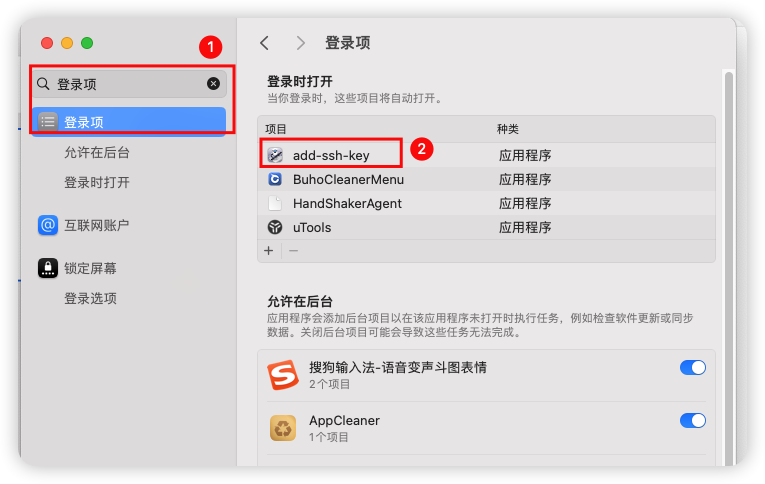 1
登录项
登录项
登录项
允许在后台
登录时打开
互联网账户
锁定屏幕
登录选项
登录时打开
当你登录时，这些项目将自动打开。
项目 种类
add-ssh-key 应用程序
2
BuhoCleanerMenu 应用程序
HandShakerAgent 应用程序
uTools 应用程序
+ −
允许在后台
应用程序会添加后台项目以在该应用程序未打开时执行任务，例如检查软件更新或同步
数据。关闭后台项目可能会导致这些任务无法完成。
搜狗输入法-语音变声斗图表情
2个项目
AppCleaner
1个项目